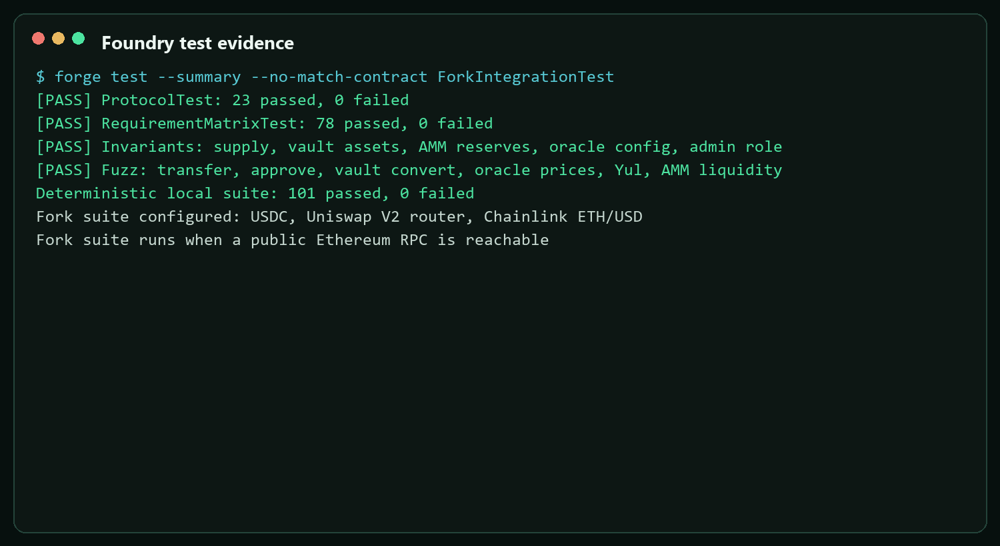 Foundry test evidence
$ forge test --summary --no-match-contract ForkIntegrationTest
[PASS] ProtocolTest: 23 passed, 0 failed
[PASS] RequirementMatrixTest: 78 passed, 0 failed
[PASS] Invariants: supply, vault assets, AMM reserves, oracle config, admin role
[PASS] Fuzz: transfer, approve, vault convert, oracle prices, Yul, AMM liquidity
Deterministic local suite: 101 passed, 0 failed
Fork suite configured: USDC, Uniswap V2 router, Chainlink ETH/USD
Fork suite runs when a public Ethereum RPC is reachable